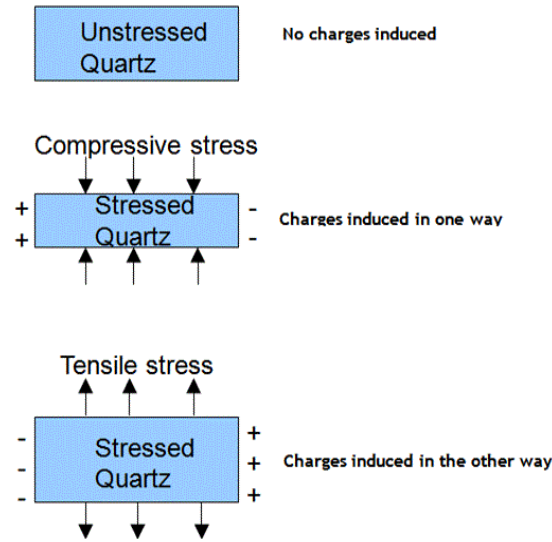 Unstressed
Quartz
No charges induced
Compressive stress
+ Stressed -
+ Quartz -
Charges induced in one way
Tensile stress
- +
- Stressed +
Quartz
- +
Charges induced in the other way